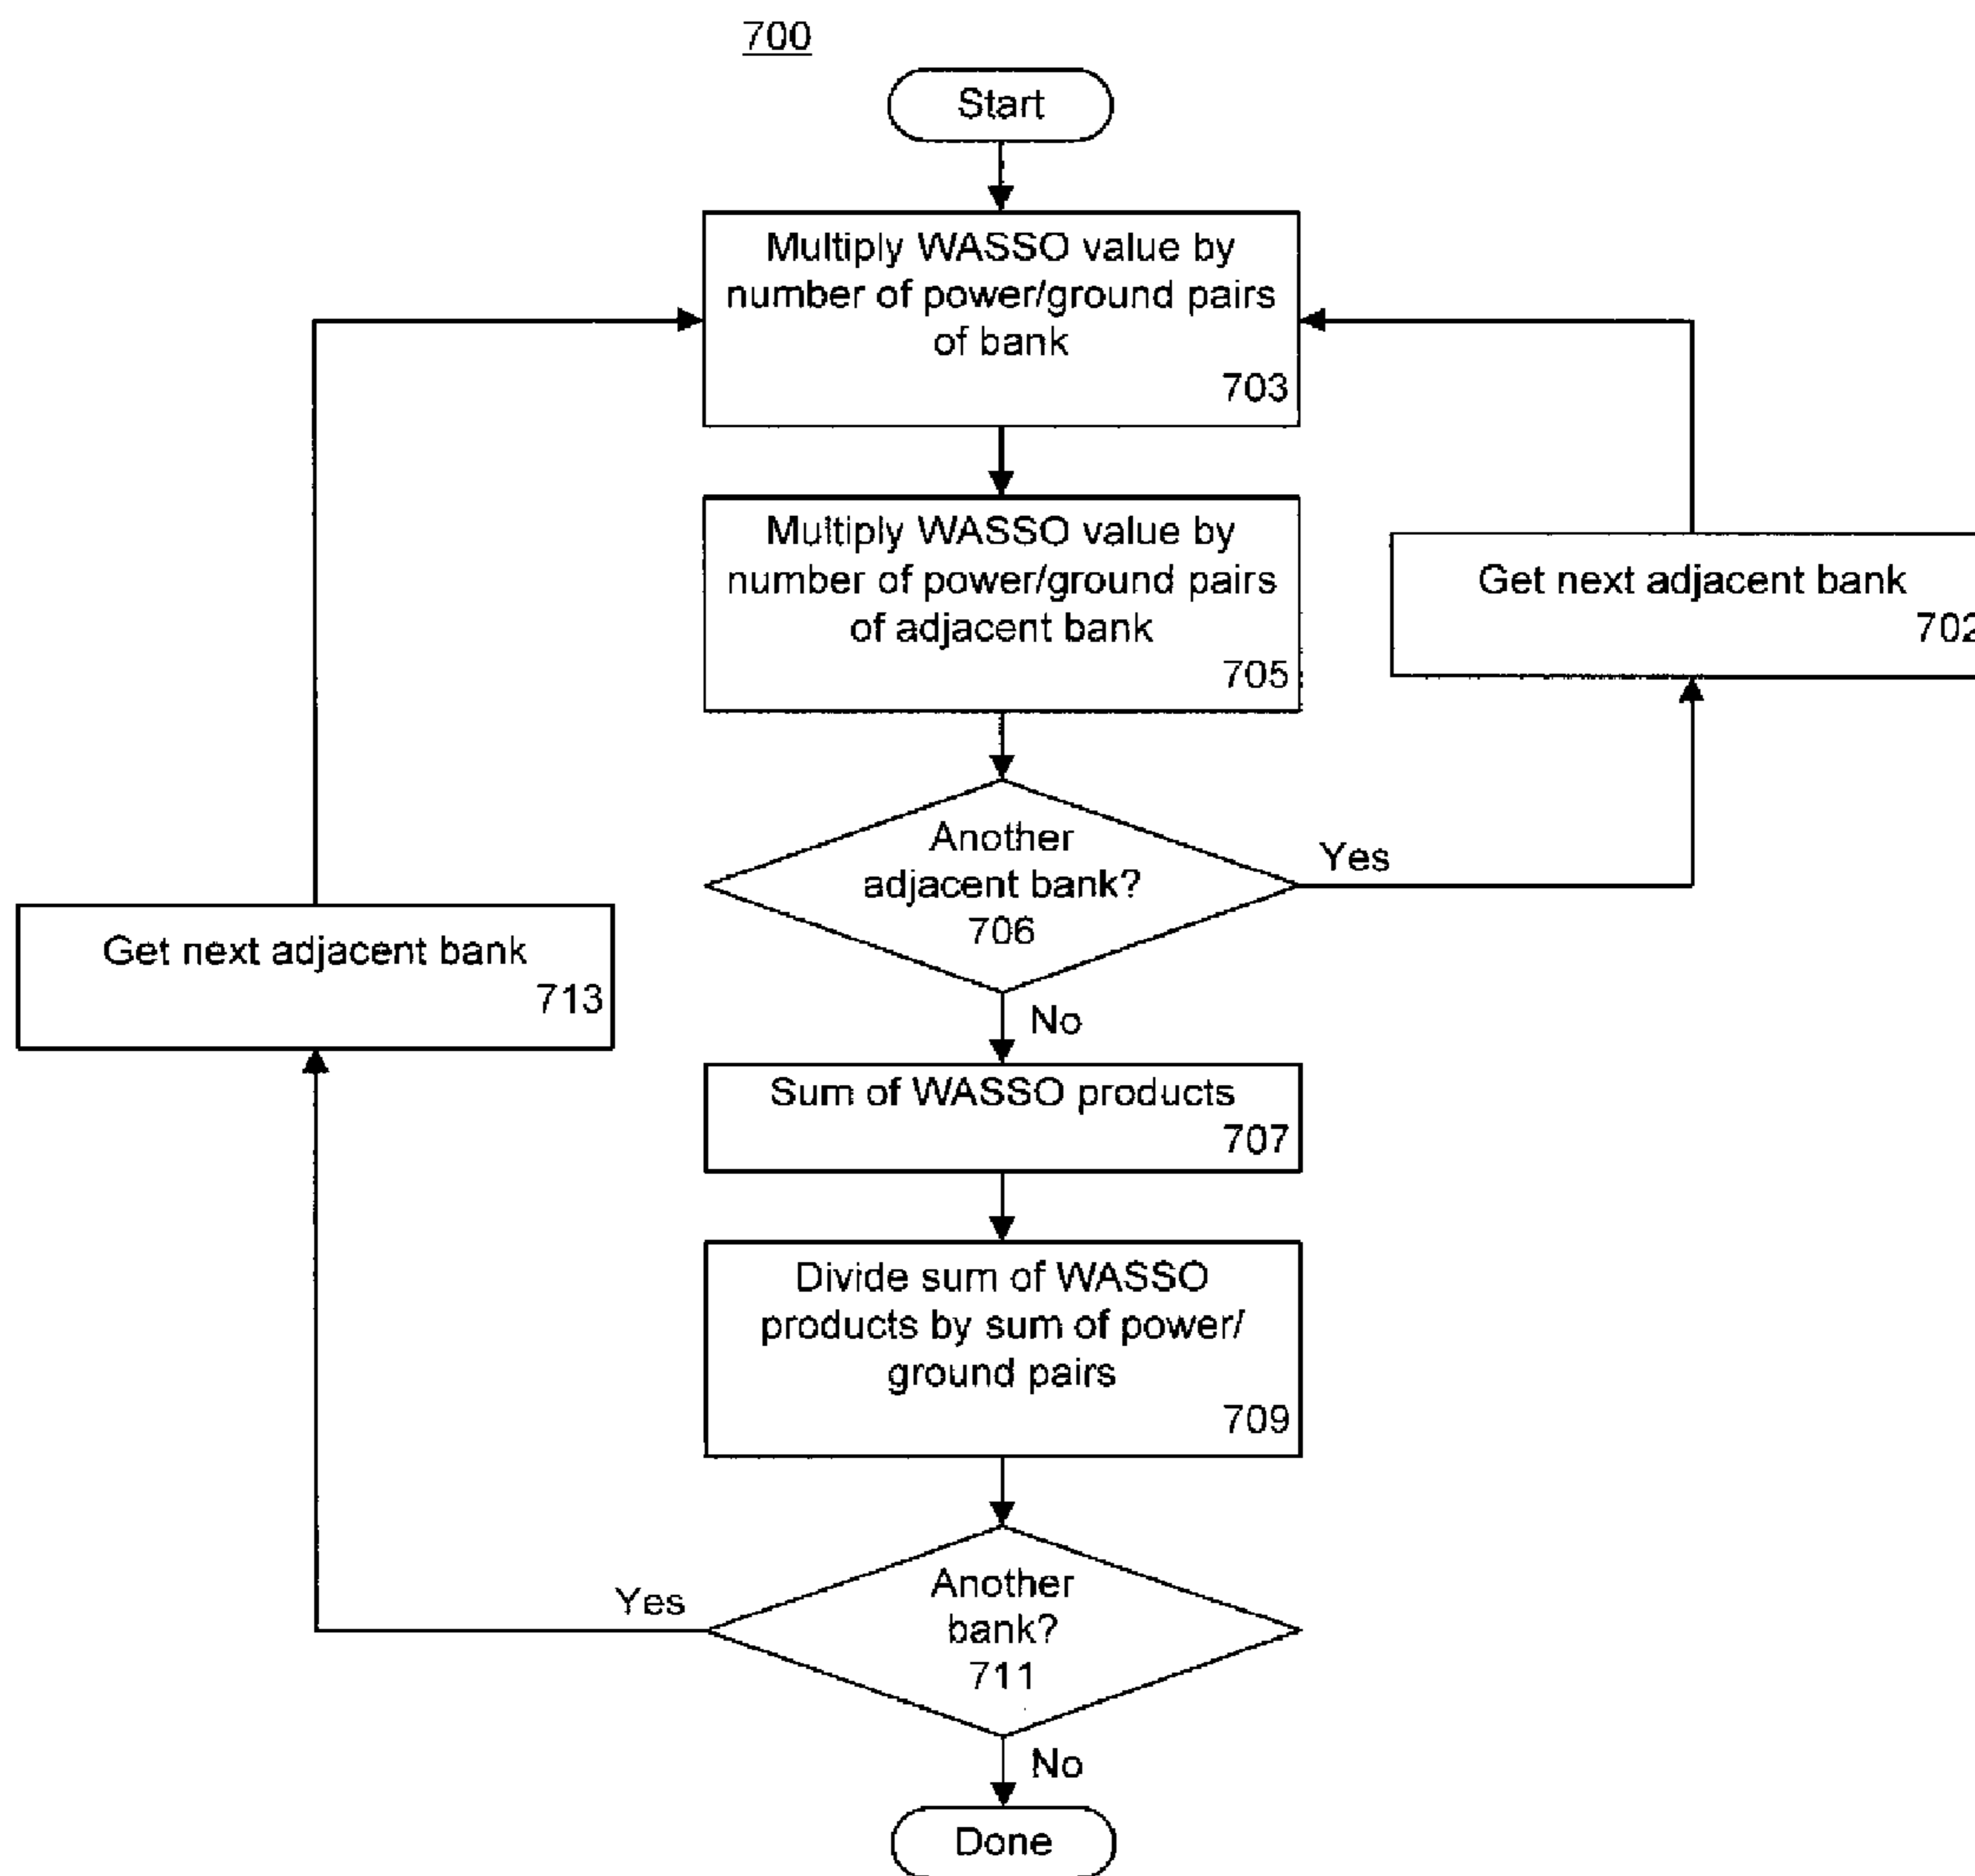 700
Start
Multiply WASSO value by
number of power/ground pairs
of bank
703
Multiply WASSO value by
number of power/ground pairs
of adjacent bank
705
Get next adjacent bank
702
Another
adjacent bank?
706
Yes
Get next adjacent bank
713
No
Sum of WASSO products
707
Divide sum of WASSO
products by sum of power/
ground pairs
709
Another
bank?
711
Yes
No
Done